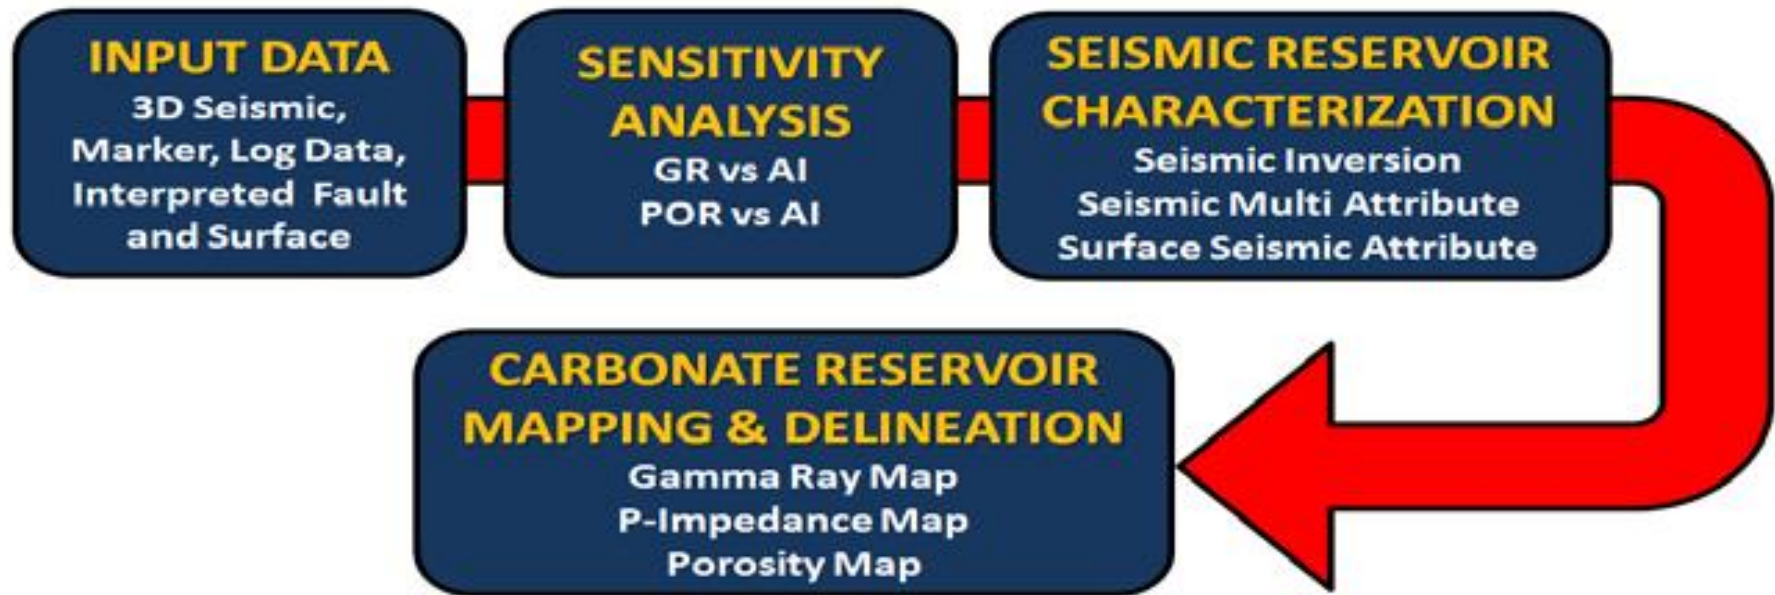 INPUT DATA
3D Seismic,
Marker, Log Data,
Interpreted Fault
and Surface
SENSITIVITY
ANALYSIS
GR vs AI
POR vs AI
SEISMIC RESERVOIR
CHARACTERIZATION
Seismic Inversion
Seismic Multi Attribute
Surface Seismic Attribute
CARBONATE RESERVOIR
MAPPING & DELINEATION
Gamma Ray Map
P-Impedance Map
Porosity Map